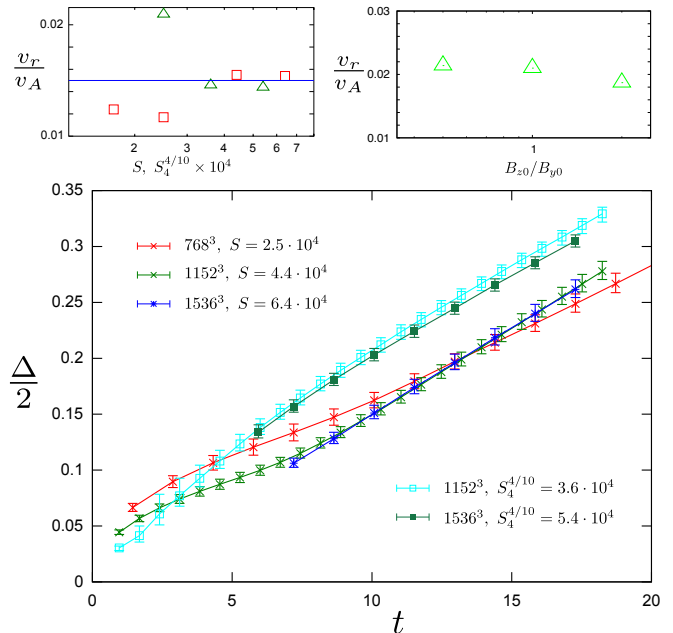 v_r/v_A
0.02
0.01
2 3 4 5 6 7
S, S_4^{4/10} × 10^4
v_r/v_A
0.03
0.02
0.01
1
B_{z0}/B_{y0}
0.35
0.3
0.25
0.2
0.15
0.1
0.05
0
Δ/2
768^3, S = 2.5 · 10^4
1152^3, S = 4.4 · 10^4
1536^3, S = 6.4 · 10^4
1152^3, S_4^{4/10} = 3.6 · 10^4
1536^3, S_4^{4/10} = 5.4 · 10^4
0 5 10 15 20
t